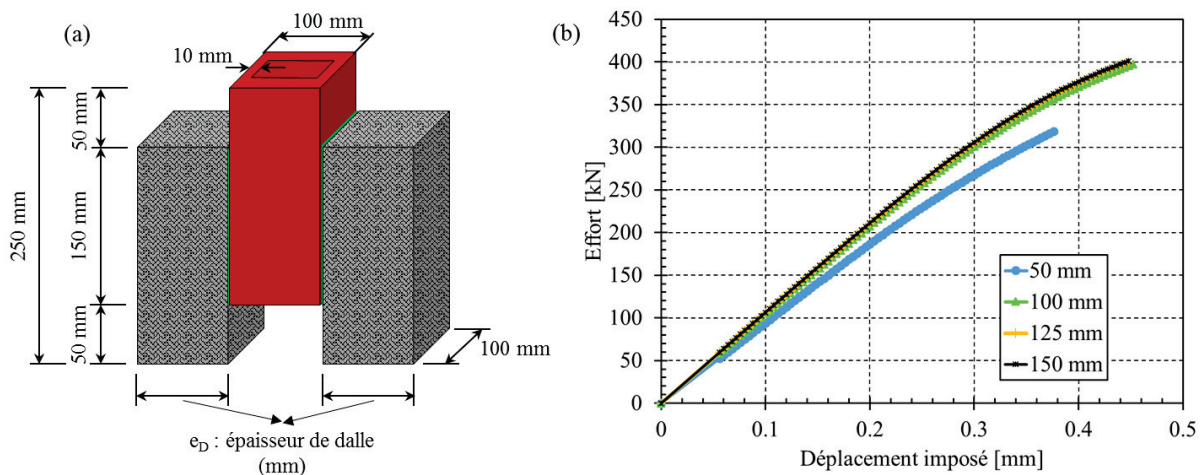 (a)
100 mm
10 mm
50 mm
150 mm
250 mm
50 mm
100 mm
e_D : épaisseur de dalle
(mm)
(b)
Effort [kN]
450
400
350
300
250
200
150
100
50
0
0
0.1
0.2
0.3
0.4
0.5
Déplacement imposé [mm]
50 mm
100 mm
125 mm
150 mm